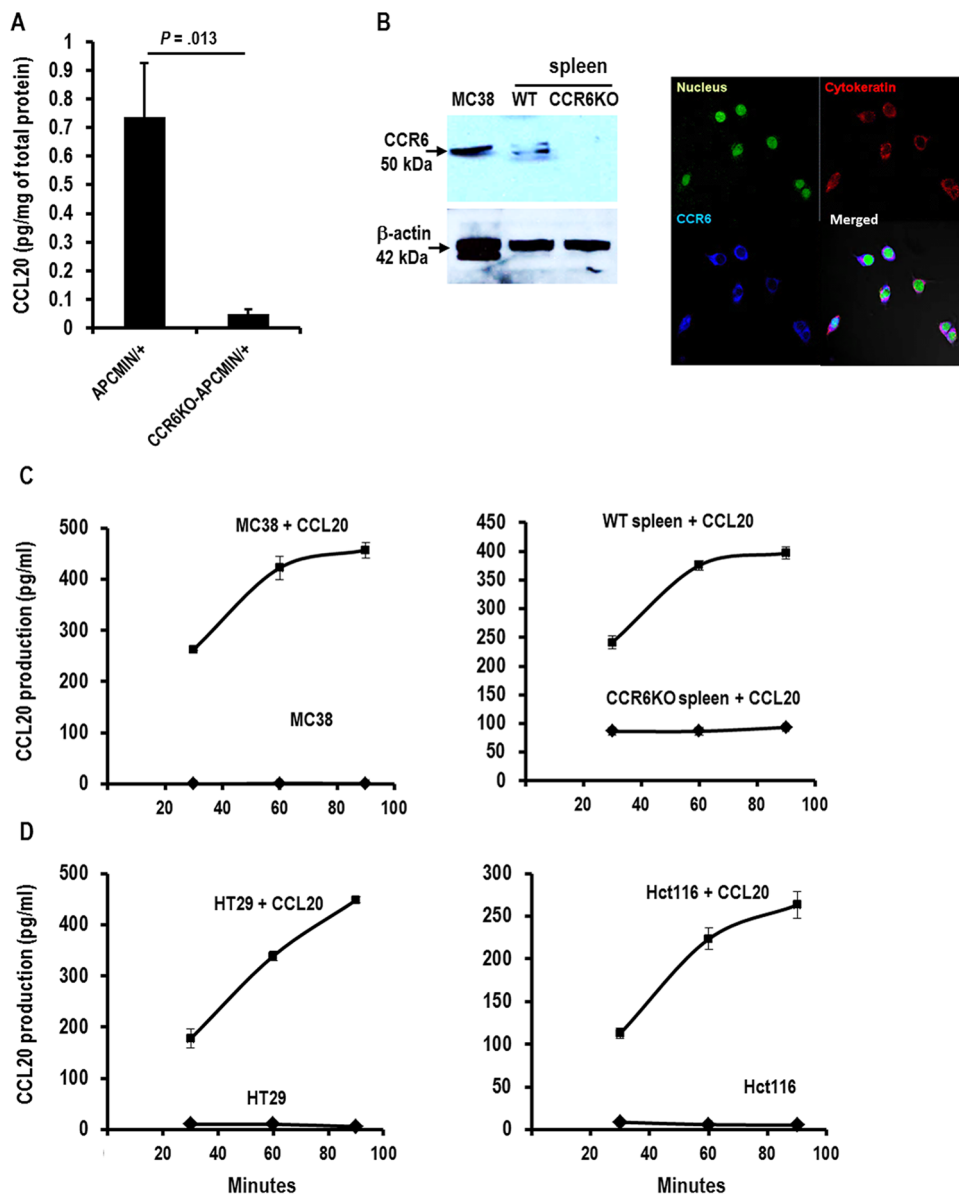 A
P = .013
CCL20 (pg/mg of total protein)
1
0.9
0.8
0.7
0.6
0.5
0.4
0.3
0.2
0.1
0
APCMIN/+
CCR6KO-APCMIN/+
B
spleen
MC38 WT CCR6KO
CCR6
50 kDa
β-actin
42 kDa
Nucleus
Cytokeratin
CCR6
Merged
C
CCL20 production (pg/ml)
500
400
300
200
100
0
MC38 + CCL20
MC38
20 40 60 80 100
450
400
350
300
250
200
150
100
50
0
WT spleen + CCL20
CCR6KO spleen + CCL20
20 40 60 80 100
D
CCL20 production (pg/ml)
500
400
300
200
100
0
HT29 + CCL20
HT29
20 40 60 80 100
Minutes
300
250
200
150
100
50
0
Hct116 + CCL20
Hct116
20 40 60 80 100
Minutes